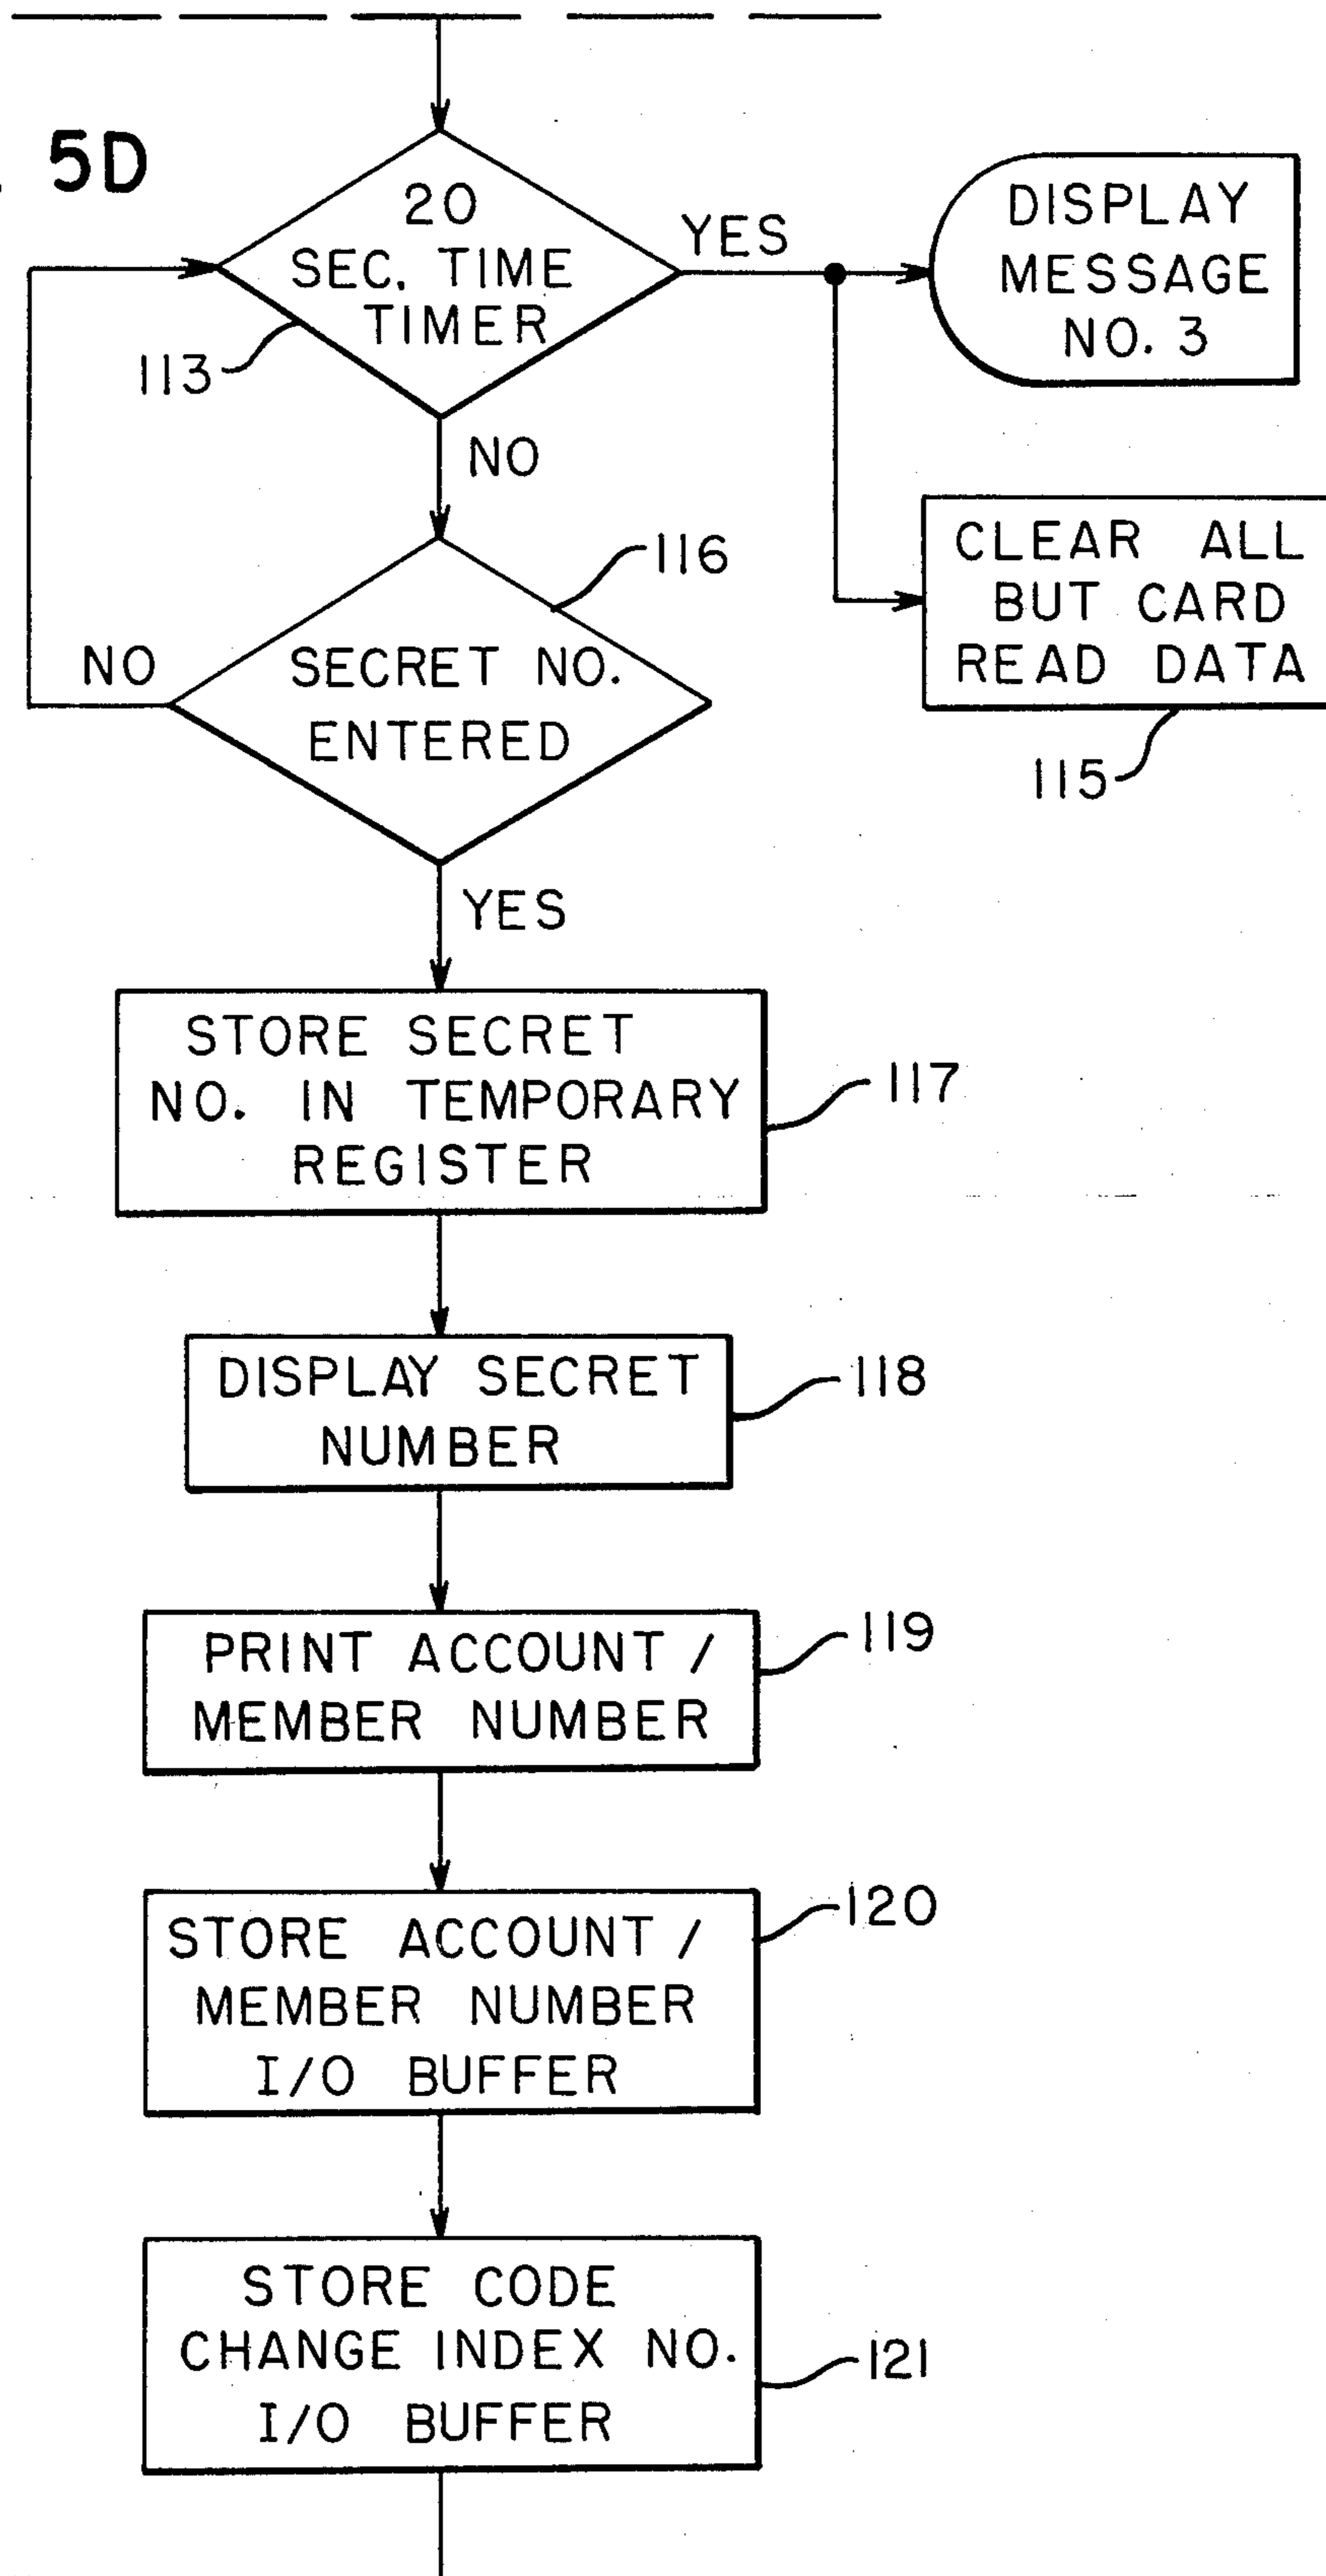 5D
20
SEC. TIME
TIMER
113
YES
DISPLAY
MESSAGE
NO. 3
NO
116
CLEAR ALL
BUT CARD
READ DATA
115
NO
SECRET NO.
ENTERED
YES
STORE SECRET
NO. IN TEMPORARY
REGISTER
117
DISPLAY SECRET
NUMBER
118
PRINT ACCOUNT /
MEMBER NUMBER
119
STORE ACCOUNT /
MEMBER NUMBER
I/O BUFFER
120
STORE CODE
CHANGE INDEX NO.
I/O BUFFER
121